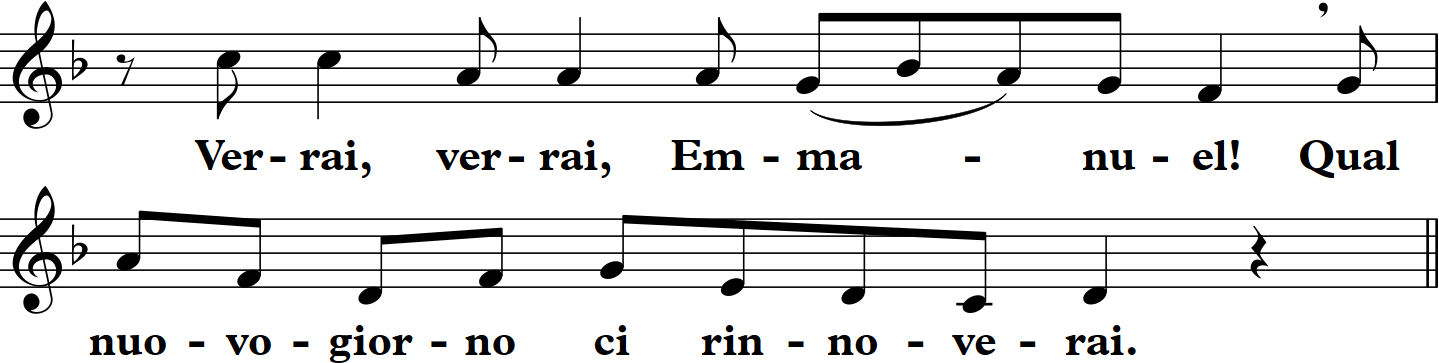 Ver - rai, ver - rai, Em - ma - nu - el! Qual
nuo - vo - gior - no ci rin - no - ve - rai.